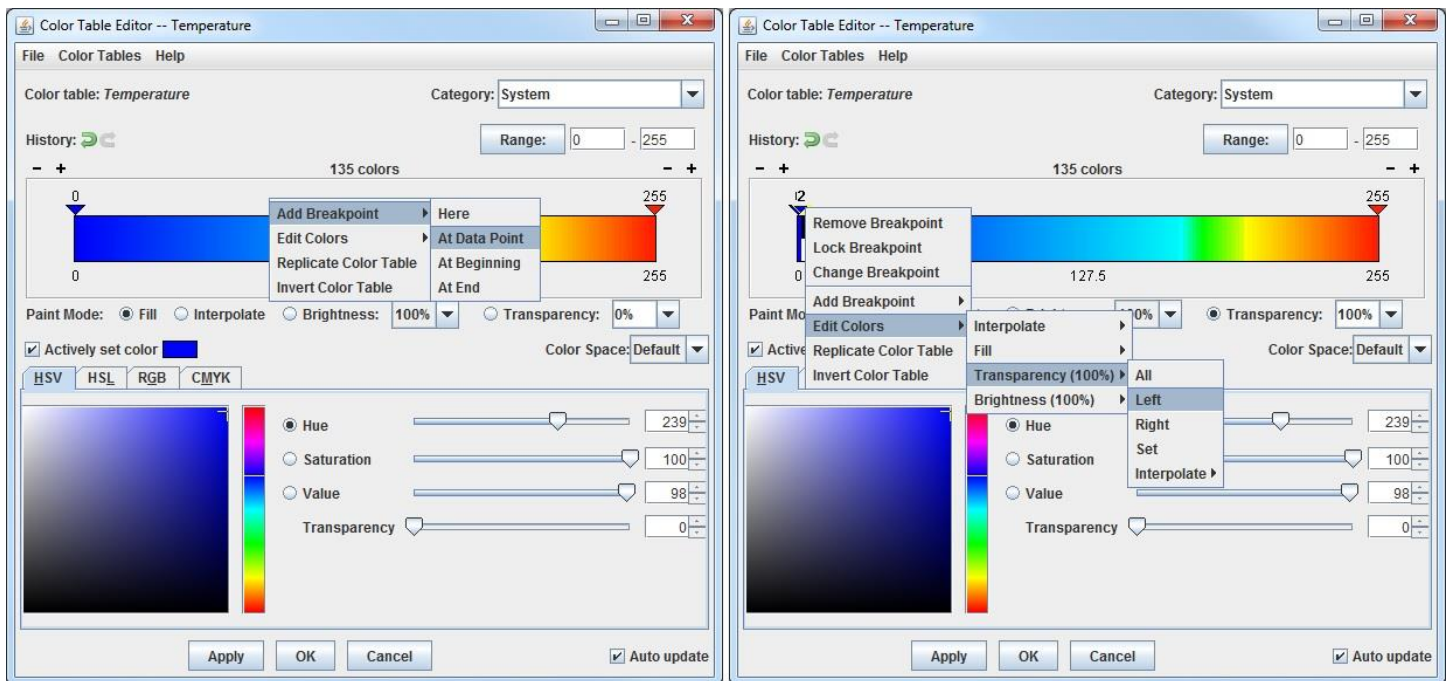 Color Table Editor -- Temperature
File Color Tables Help
Color table: Temperature Category: System
History: Range: 0 - 255
- + 135 colors - +
0 255
Add Breakpoint Here
Edit Colors At Data Point
Replicate Color Table At Beginning
Invert Color Table At End
0 255
Paint Mode: Fill Interpolate Brightness: 100% Transparency: 0%
Actively set color Color Space: Default
HSV HSL RGB CMYK
Hue 239
Saturation 100
Value 98
Transparency 0
Apply OK Cancel Auto update
Color Table Editor -- Temperature
File Color Tables Help
Color table: Temperature Category: System
History: Range: 0 - 255
- + 135 colors - +
2 255
Remove Breakpoint
Lock Breakpoint
Change Breakpoint
0 127.5 255
Add Breakpoint
Paint Transparency: 100%
Edit Colors Interpolate
Replicate Color Table Fill
Color Space: Default
HSV Invert Color Table Transparency (100%) All
Brightness (100%) Left
Hue Right 239
Set
Saturation 100
Interpolate
Value 98
Transparency 0
Apply OK Cancel Auto update